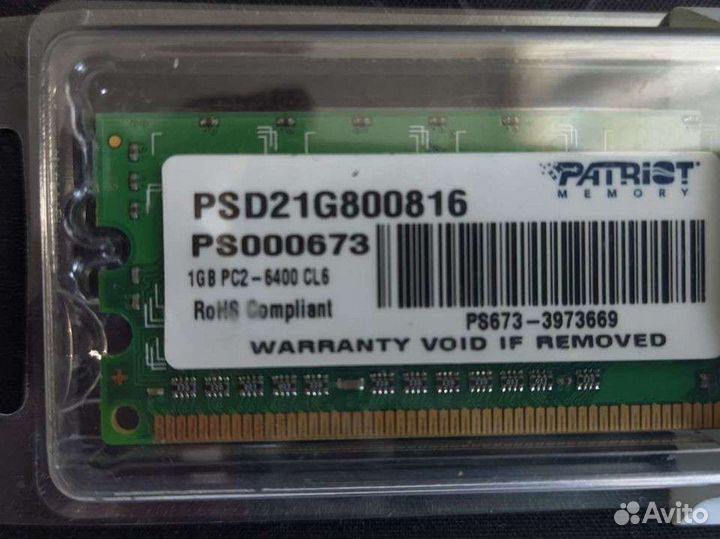 PATRIOT
MEMORY
PSD21G800816
PS000673
1GB PC2-6400 CL6
RoHS Compliant
PS673-3973669
WARRANTY VOID IF REMOVED
Avito